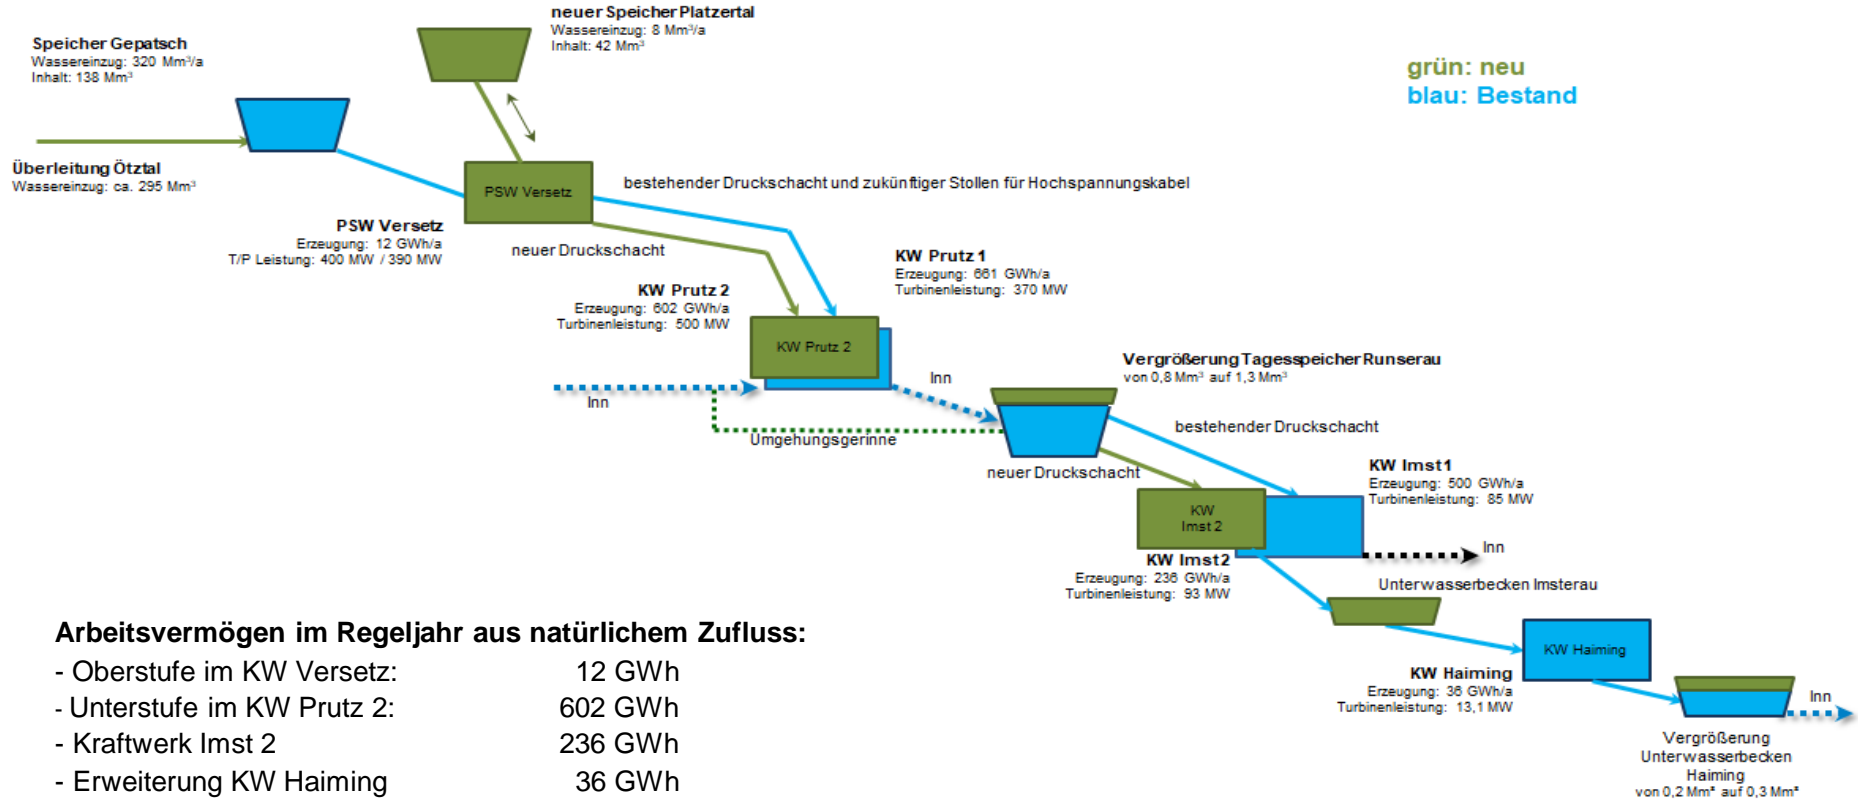 neuer Speicher Platzertal
Wassereinzug: 8 Mm³/a
Inhalt: 42 Mm³
Speicher Gepatsch
Wassereinzug: 320 Mm³/a
Inhalt: 138 Mm³
grün: neu
blau: Bestand
Überleitung Ötztal
Wassereinzug: ca. 295 Mm³
PSW Versetz
bestehender Druckschacht und zukünftiger Stollen für Hochspannungskabel
PSW Versetz
Erzeugung: 12 GWh/a
T/P Leistung: 400 MW / 390 MW
neuer Druckschacht
KW Prutz 1
Erzeugung: 661 GWh/a
Turbinenleistung: 370 MW
KW Prutz 2
Erzeugung: 602 GWh/a
Turbinenleistung: 500 MW
KW Prutz 2
Inn
Inn
Umgehungsgerinne
Vergrößerung Tagesspeicher Runserau
von 0,8 Mm³ auf 1,3 Mm³
bestehender Druckschacht
neuer Druckschacht
KW Imst1
Erzeugung: 500 GWh/a
Turbinenleistung: 85 MW
KW
Imst 2
Inn
KW Imst2
Erzeugung: 236 GWh/a
Turbinenleistung: 93 MW
Unterwasserbecken Imsterau
KW Haiming
KW Haiming
Erzeugung: 36 GWh/a
Turbinenleistung: 13,1 MW
Inn
Vergrößerung
Unterwasserbecken
Haiming
von 0,2 Mm³ auf 0,3 Mm³
Arbeitsvermögen im Regeljahr aus natürlichem Zufluss:
- Oberstufe im KW Versetz: 12 GWh
- Unterstufe im KW Prutz 2: 602 GWh
- Kraftwerk Imst 2 236 GWh
- Erweiterung KW Haiming 36 GWh